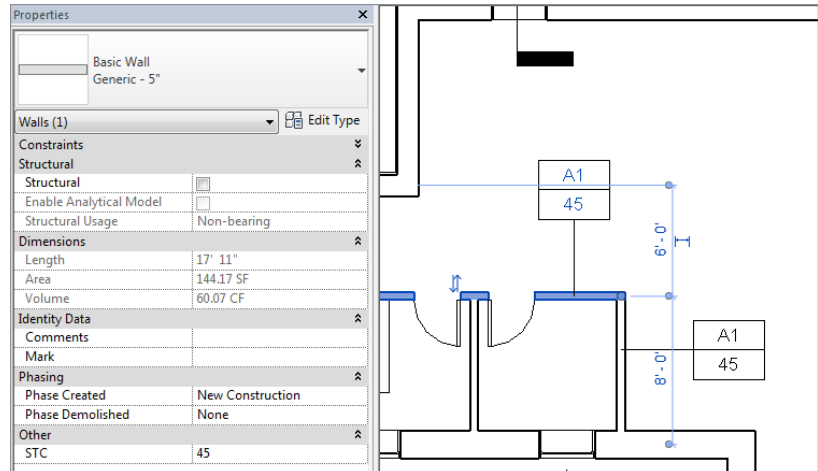 Properties
Basic Wall
Generic - 5"
Walls (1)
Edit Type
Constraints
Structural
Structural
Enable Analytical Model
Structural Usage Non-bearing
Dimensions
Length 17' 11"
Area 144.17 SF
Volume 60.07 CF
Identity Data
Comments
Mark
Phasing
Phase Created New Construction
Phase Demolished None
Other
STC 45
A1
45
6' - 0'
A1
45
8' - 0'